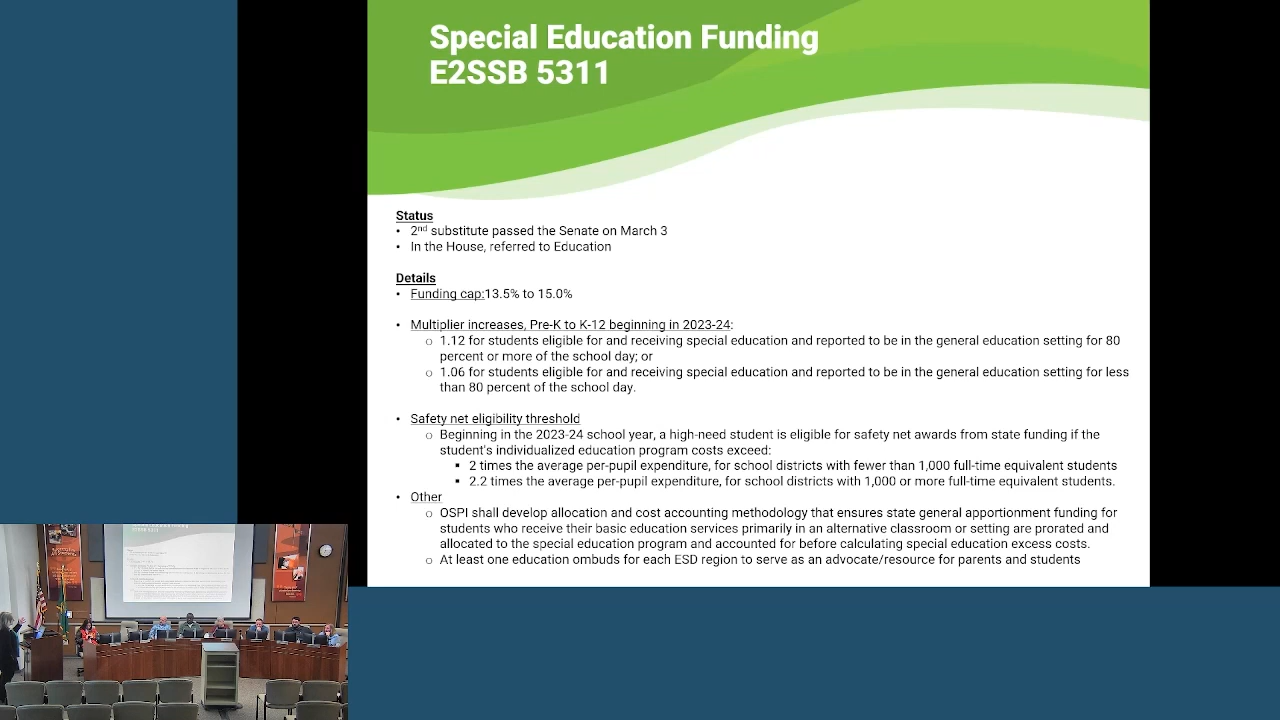 Special Education Funding
E2SSB 5311
Status
• 2nd substitute passed the Senate on March 3
• In the House, referred to Education
Details
• Funding cap:13.5% to 15.0%
• Multiplier increases, Pre-K to K-12 beginning in 2023-24:
o 1.12 for students eligible for and receiving special education and reported to be in the general education setting for 80
percent or more of the school day; or
o 1.06 for students eligible for and receiving special education and reported to be in the general education setting for less
than 80 percent of the school day.
• Safety net eligibility threshold
o Beginning in the 2023-24 school year, a high-need student is eligible for safety net awards from state funding if the
student's individualized education program costs exceed:
▪ 2 times the average per-pupil expenditure, for school districts with fewer than 1,000 full-time equivalent students
▪ 2.2 times the average per-pupil expenditure, for school districts with 1,000 or more full-time equivalent students.
• Other
o OSPI shall develop allocation and cost accounting methodology that ensures state general apportionment funding for
students who receive their basic education services primarily in an alternative classroom or setting are prorated and
allocated to the special education program and accounted for before calculating special education excess costs.
o At least one education ombuds for each ESD region to serve as an advocate/resource for parents and students